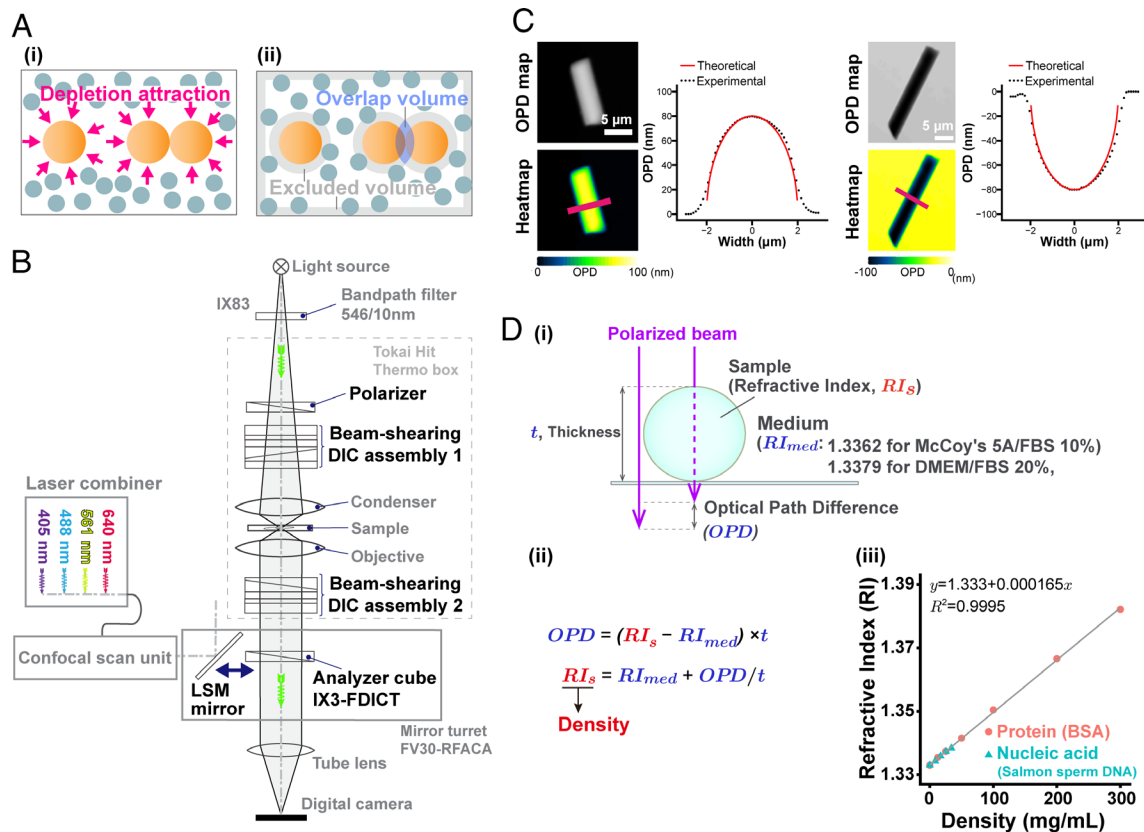 A
(i)
Depletion attraction
(ii)
Overlap volume
Excluded volume
B
Light source
IX83
Bandpath filter
546/10nm
Tokai Hit
Thermo box
Polarizer
Beam-shearing
DIC assembly 1
Laser combiner
405 nm
488 nm
561 nm
640 nm
Condenser
Sample
Objective
Beam-shearing
DIC assembly 2
Confocal scan unit
LSM
mirror
Analyzer cube
IX3-FDICT
Mirror turret
FV30-RFACA
Tube lens
Digital camera
C
OPD map
5 µm
Heatmap
0 OPD 100 (nm)
Theoretical
Experimental
OPD (nm)
100
80
60
40
20
0
−2 0 2
Width (µm)
OPD map
5 µm
Heatmap
-100 OPD 0
(nm)
Theoretical
Experimental
OPD (nm)
0
−20
−40
−60
−80
−100
−2 0 2
Width (µm)
D
(i)
Polarized beam
Sample
(Refractive Index, RIs)
t, Thickness
Medium
(RImed: 1.3362 for McCoy's 5A/FBS 10%)
1.3379 for DMEM/FBS 20%,
Optical Path Difference
(OPD)
(ii)
OPD = (RIs − RImed) ×t
RIs = RImed + OPD/t
Density
(iii)
Refractive Index (RI)
1.39
1.37
1.35
1.33
y=1.333+0.000165x
R²=0.9995
Protein (BSA)
Nucleic acid
(Salmon sperm DNA)
0 100 200 300
Density (mg/mL)